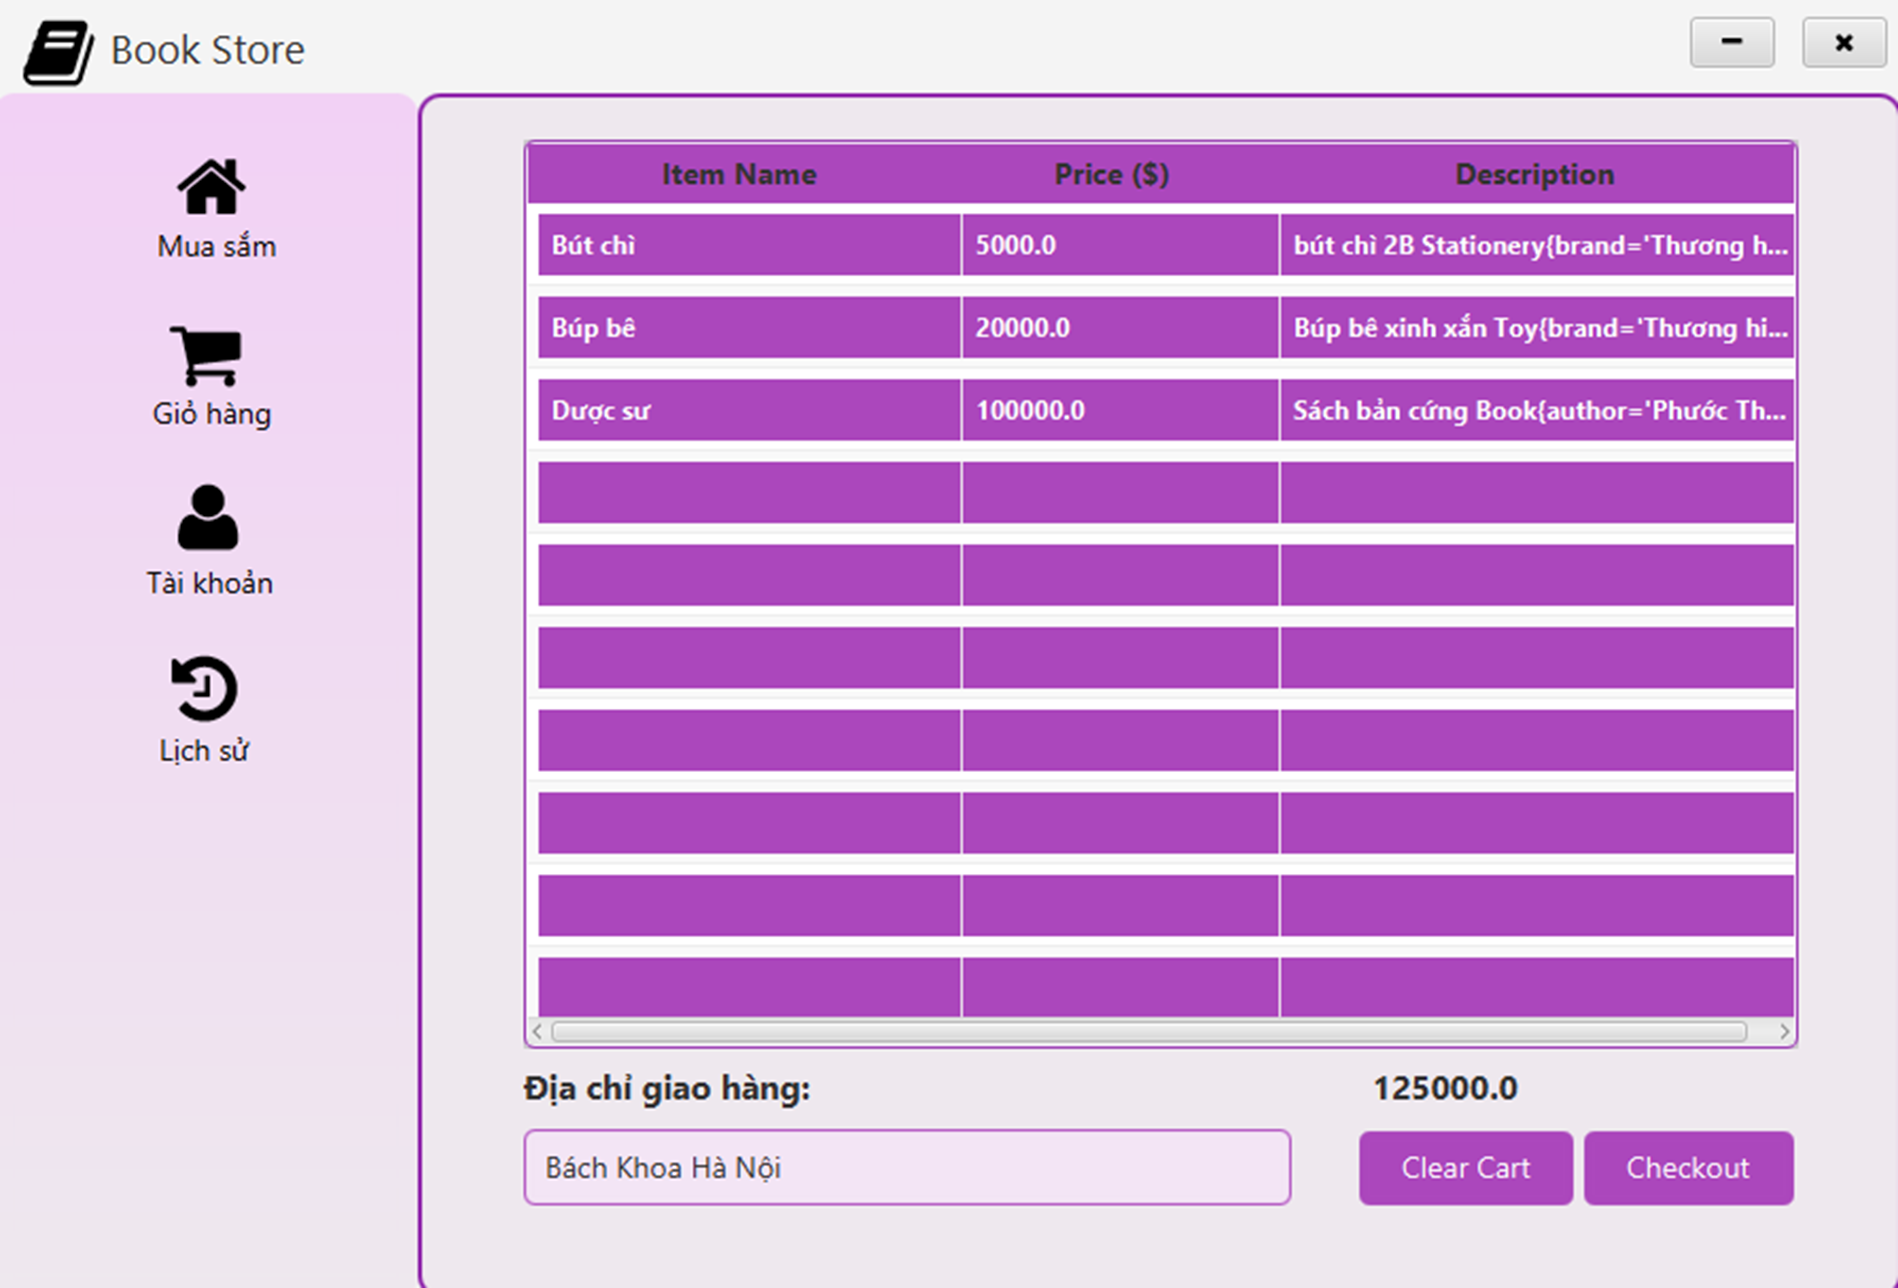 Book Store
Mua sắm
Giỏ hàng
Tài khoản
Lịch sử
Item Name Price ($) Description
Bút chì 5000.0 bút chì 2B Stationery{brand='Thương h...
Búp bê 20000.0 Búp bê xinh xắn Toy{brand='Thương hi...
Dược sư 100000.0 Sách bản cứng Book{author='Phước Th...
Địa chỉ giao hàng: 125000.0
Bách Khoa Hà Nội Clear Cart Checkout